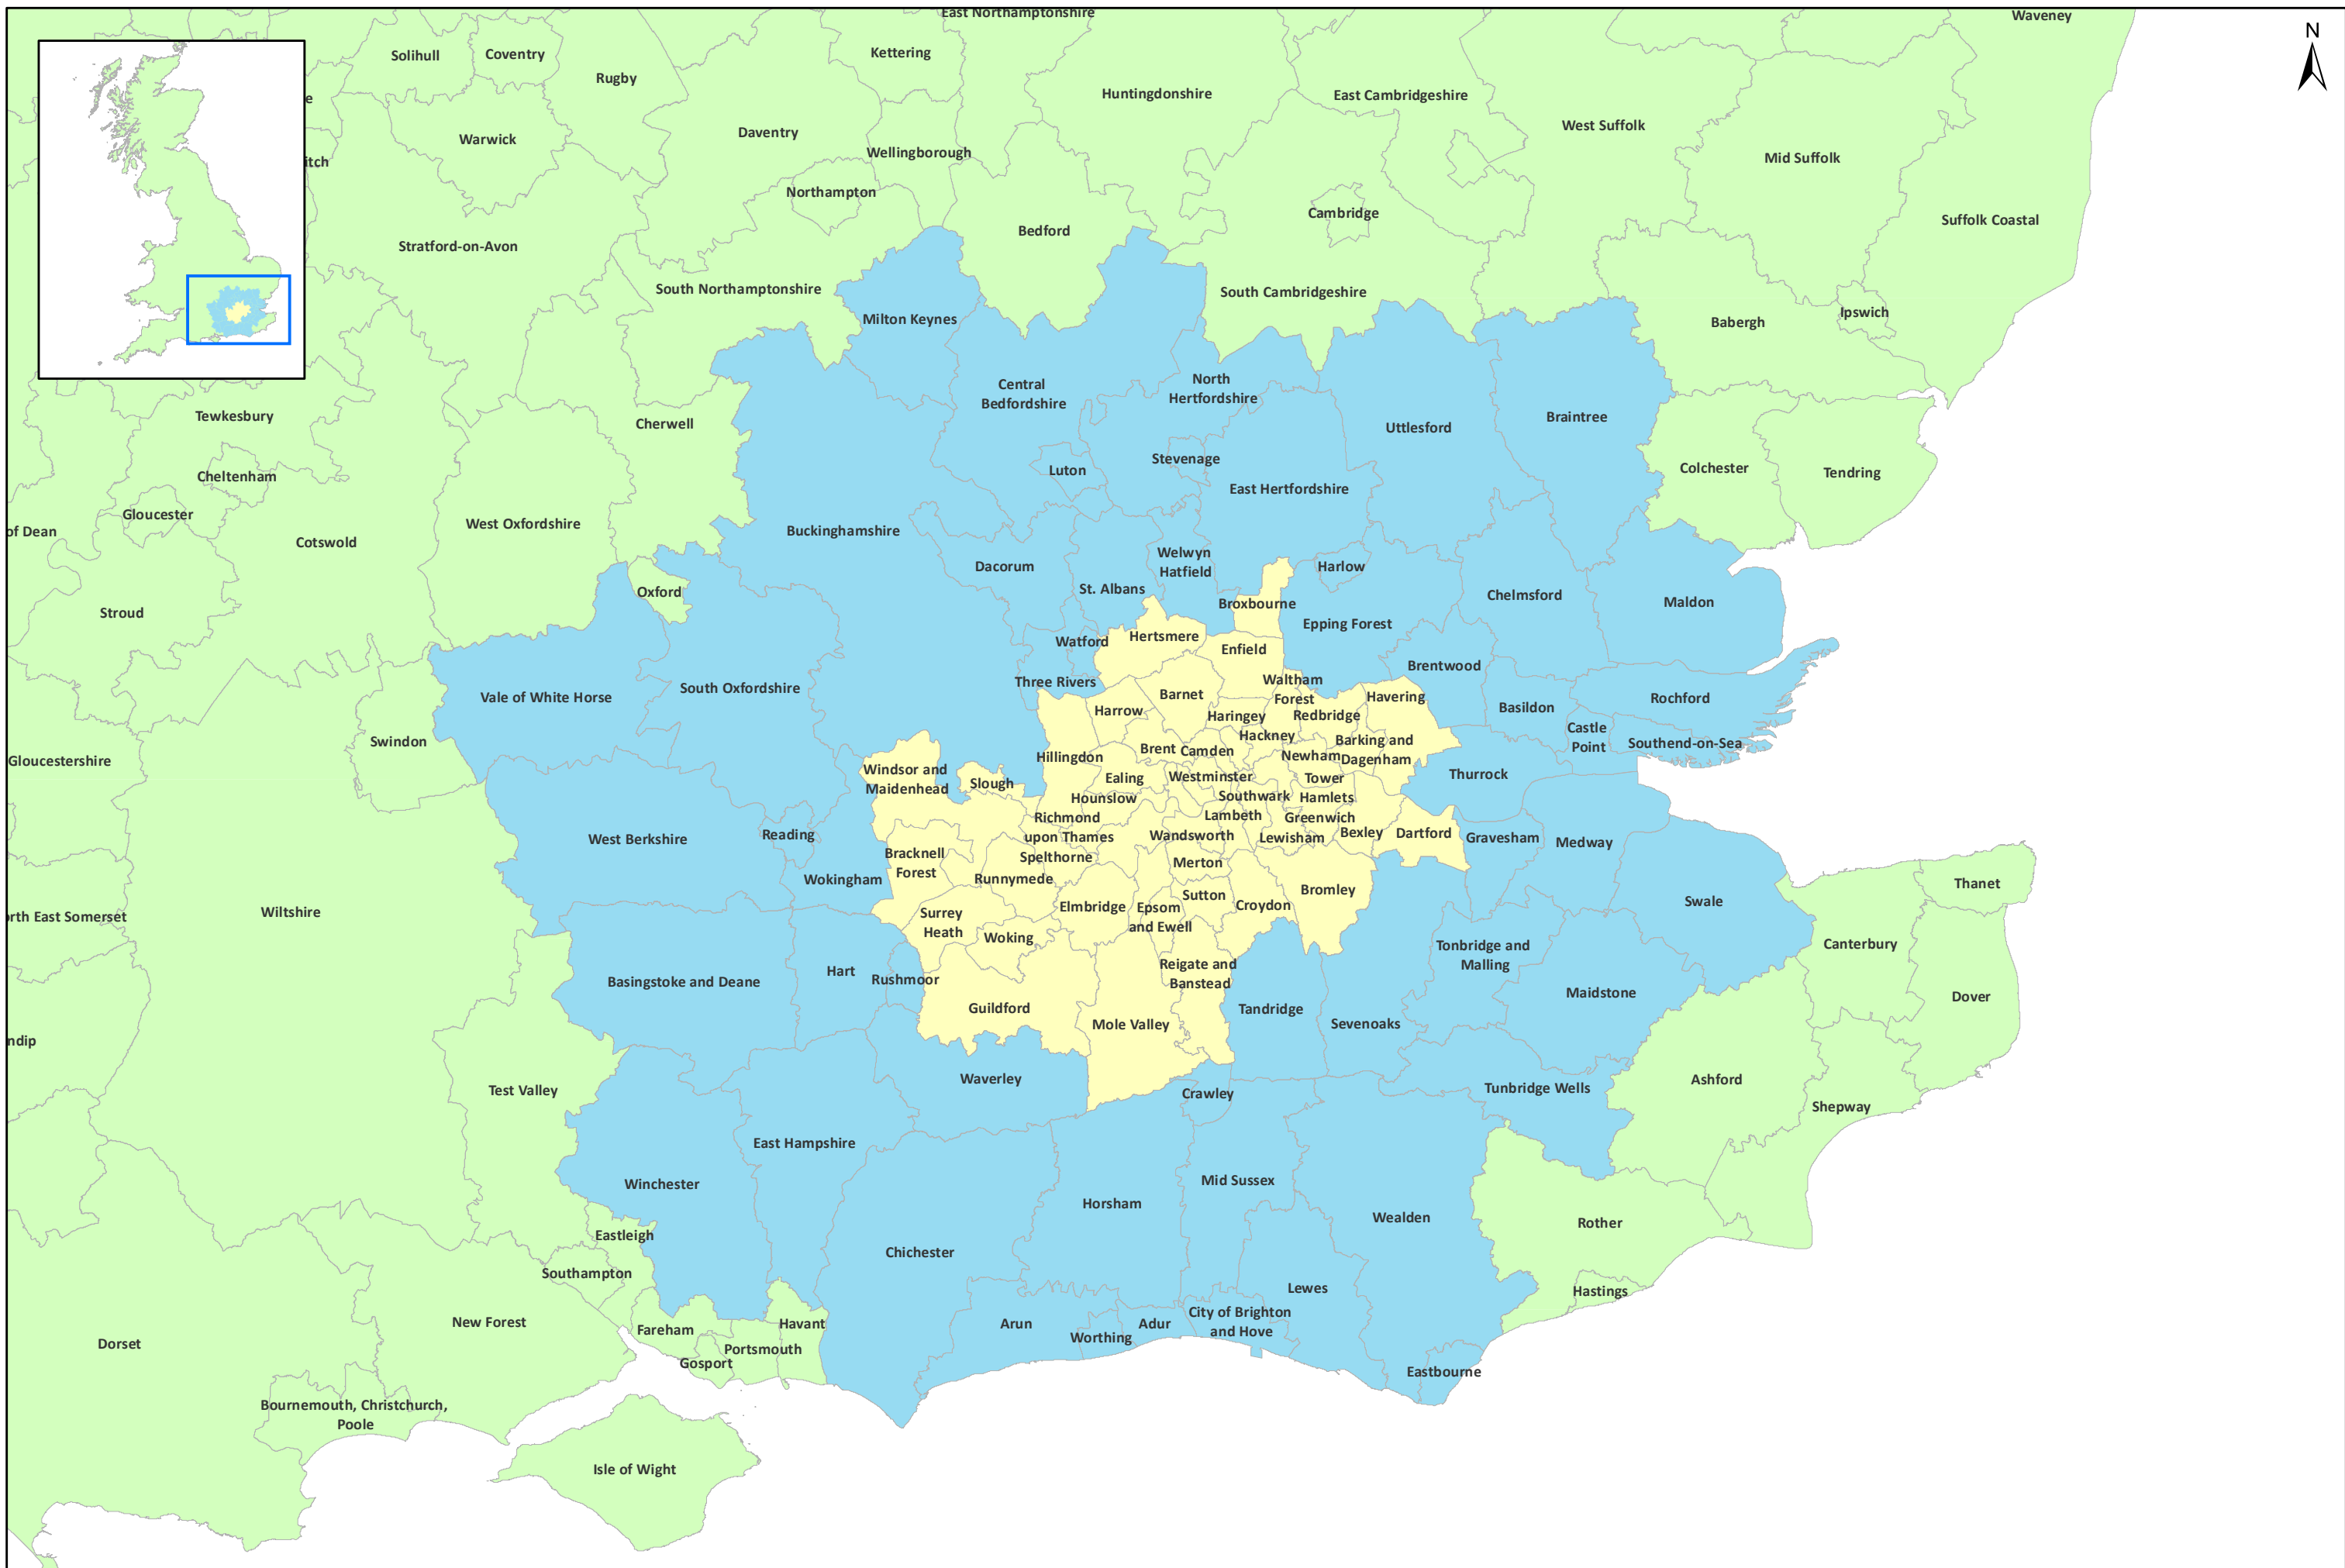 East Northamptonshire
Waveney
N
Solihull
Coventry
Kettering
Rugby
Huntingdonshire
East Cambridgeshire
e
West Suffolk
Warwick
Daventry
Wellingborough
Mid Suffolk
itch
Northampton
Cambridge
Suffolk Coastal
Bedford
Stratford-on-Avon
South Northamptonshire
South Cambridgeshire
Milton Keynes
Ipswich
Babergh
Central
Bedfordshire
North
Hertfordshire
Tewkesbury
Braintree
Cherwell
Uttlesford
Stevenage
Colchester
Luton
Tendring
Cheltenham
East Hertfordshire
Gloucester
West Oxfordshire
of Dean
Buckinghamshire
Cotswold
Welwyn
Hatfield
Dacorum
Harlow
St. Albans
Oxford
Chelmsford
Maldon
Broxbourne
Stroud
Epping Forest
Hertsmere
Watford
Enfield
Brentwood
Three Rivers
Waltham
Forest
South Oxfordshire
Vale of White Horse
Barnet
Havering
Rochford
Basildon
Harrow
Haringey
Redbridge
Castle
Point
Hackney
Swindon
Barking and
Dagenham
Southend-on-Sea
Brent
Camden
Hillingdon
Newham
Gloucestershire
Windsor and
Maidenhead
Thurrock
Westminster
Ealing
Tower
Hamlets
Slough
Southwark
Hounslow
Lambeth
Richmond
upon Thames
Greenwich
Bexley
Dartford
Reading
Wandsworth
Lewisham
Gravesham
West Berkshire
Medway
Bracknell
Forest
Spelthorne
Merton
Wokingham
Runnymede
Thanet
Bromley
Sutton
Swale
Croydon
Elmbridge
Epsom
and Ewell
Wiltshire
Surrey
Heath
rth East Somerset
Woking
Canterbury
Tonbridge and
Malling
Reigate and
Banstead
Hart
Rushmoor
Basingstoke and Deane
Maidstone
Dover
Guildford
Tandridge
Mole Valley
Sevenoaks
ndip
Waverley
Ashford
Test Valley
Tunbridge Wells
Crawley
Shepway
East Hampshire
Mid Sussex
Winchester
Horsham
Wealden
Rother
Eastleigh
Chichester
Southampton
Lewes
Hastings
City of Brighton
and Hove
New Forest
Arun
Adur
Havant
Fareham
Worthing
Dorset
Portsmouth
Gosport
Eastbourne
Bournemouth, Christchurch,
Poole
Isle of Wight